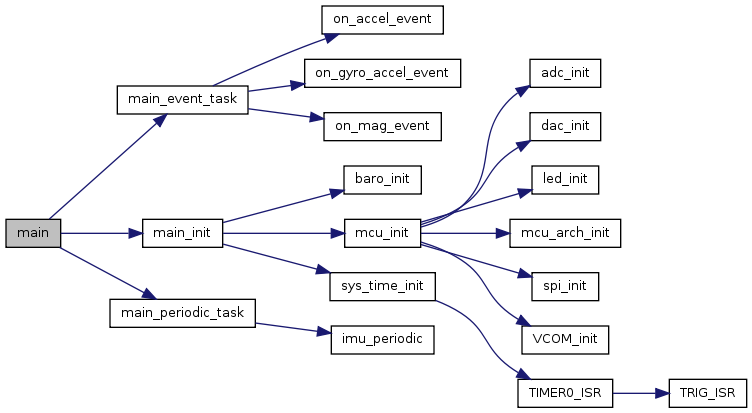 main
main_event_task
on_accel_event
on_gyro_accel_event
on_mag_event
main_init
baro_init
mcu_init
adc_init
dac_init
led_init
mcu_arch_init
spi_init
VCOM_init
sys_time_init
TIMER0_ISR
TRIG_ISR
main_periodic_task
imu_periodic